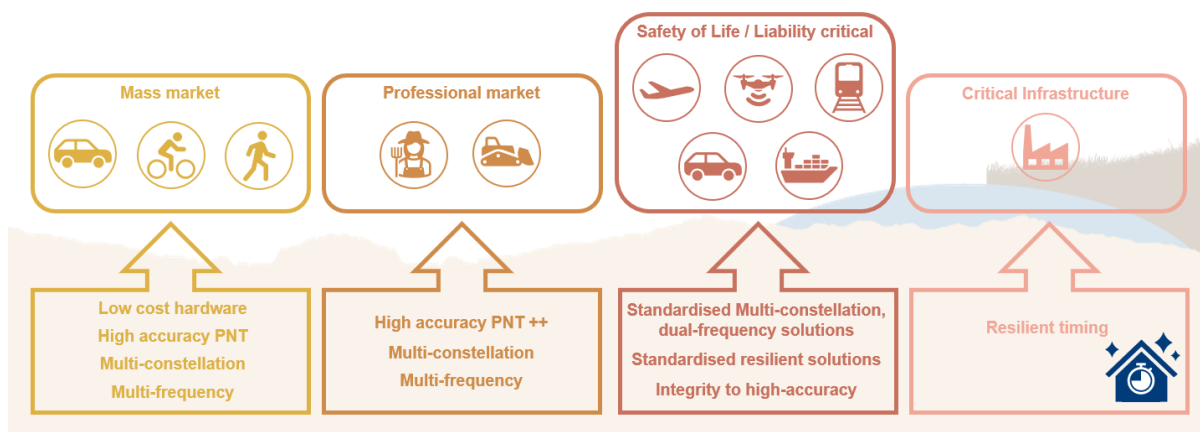 Mass market
Professional market
Safety of Life / Liability critical
Critical Infrastructure
Low cost hardware
High accuracy PNT
Multi-constellation
Multi-frequency
High accuracy PNT ++
Multi-constellation
Multi-frequency
Standardised Multi-constellation,
dual-frequency solutions
Standardised resilient solutions
Integrity to high-accuracy
Resilient timing